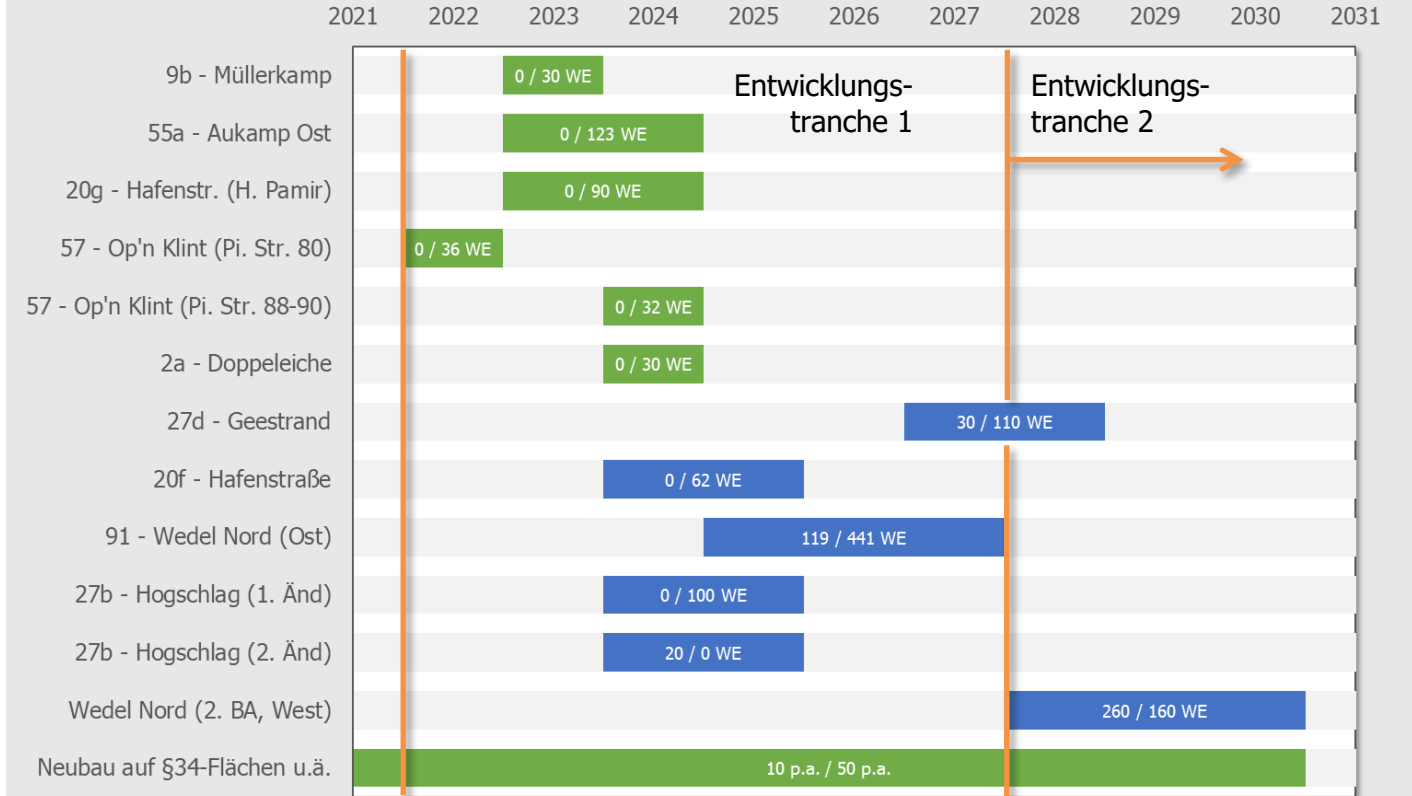 2021 2022 2023 2024 2025 2026 2027 2028 2029 2030 2031
9b - Müllerkamp 0 / 30 WE
Entwicklungs-
tranche 1
Entwicklungs-
tranche 2
55a - Aukamp Ost 0 / 123 WE
20g - Hafenstr. (H. Pamir) 0 / 90 WE
57 - Op'n Klint (Pi. Str. 80) 0 / 36 WE
57 - Op'n Klint (Pi. Str. 88-90) 0 / 32 WE
2a - Doppeleiche 0 / 30 WE
27d - Geestrand 30 / 110 WE
20f - Hafenstraße 0 / 62 WE
91 - Wedel Nord (Ost) 119 / 441 WE
27b - Hogschlag (1. Änd) 0 / 100 WE
27b - Hogschlag (2. Änd) 20 / 0 WE
Wedel Nord (2. BA, West) 260 / 160 WE
Neubau auf §34-Flächen u.ä. 10 p.a. / 50 p.a.